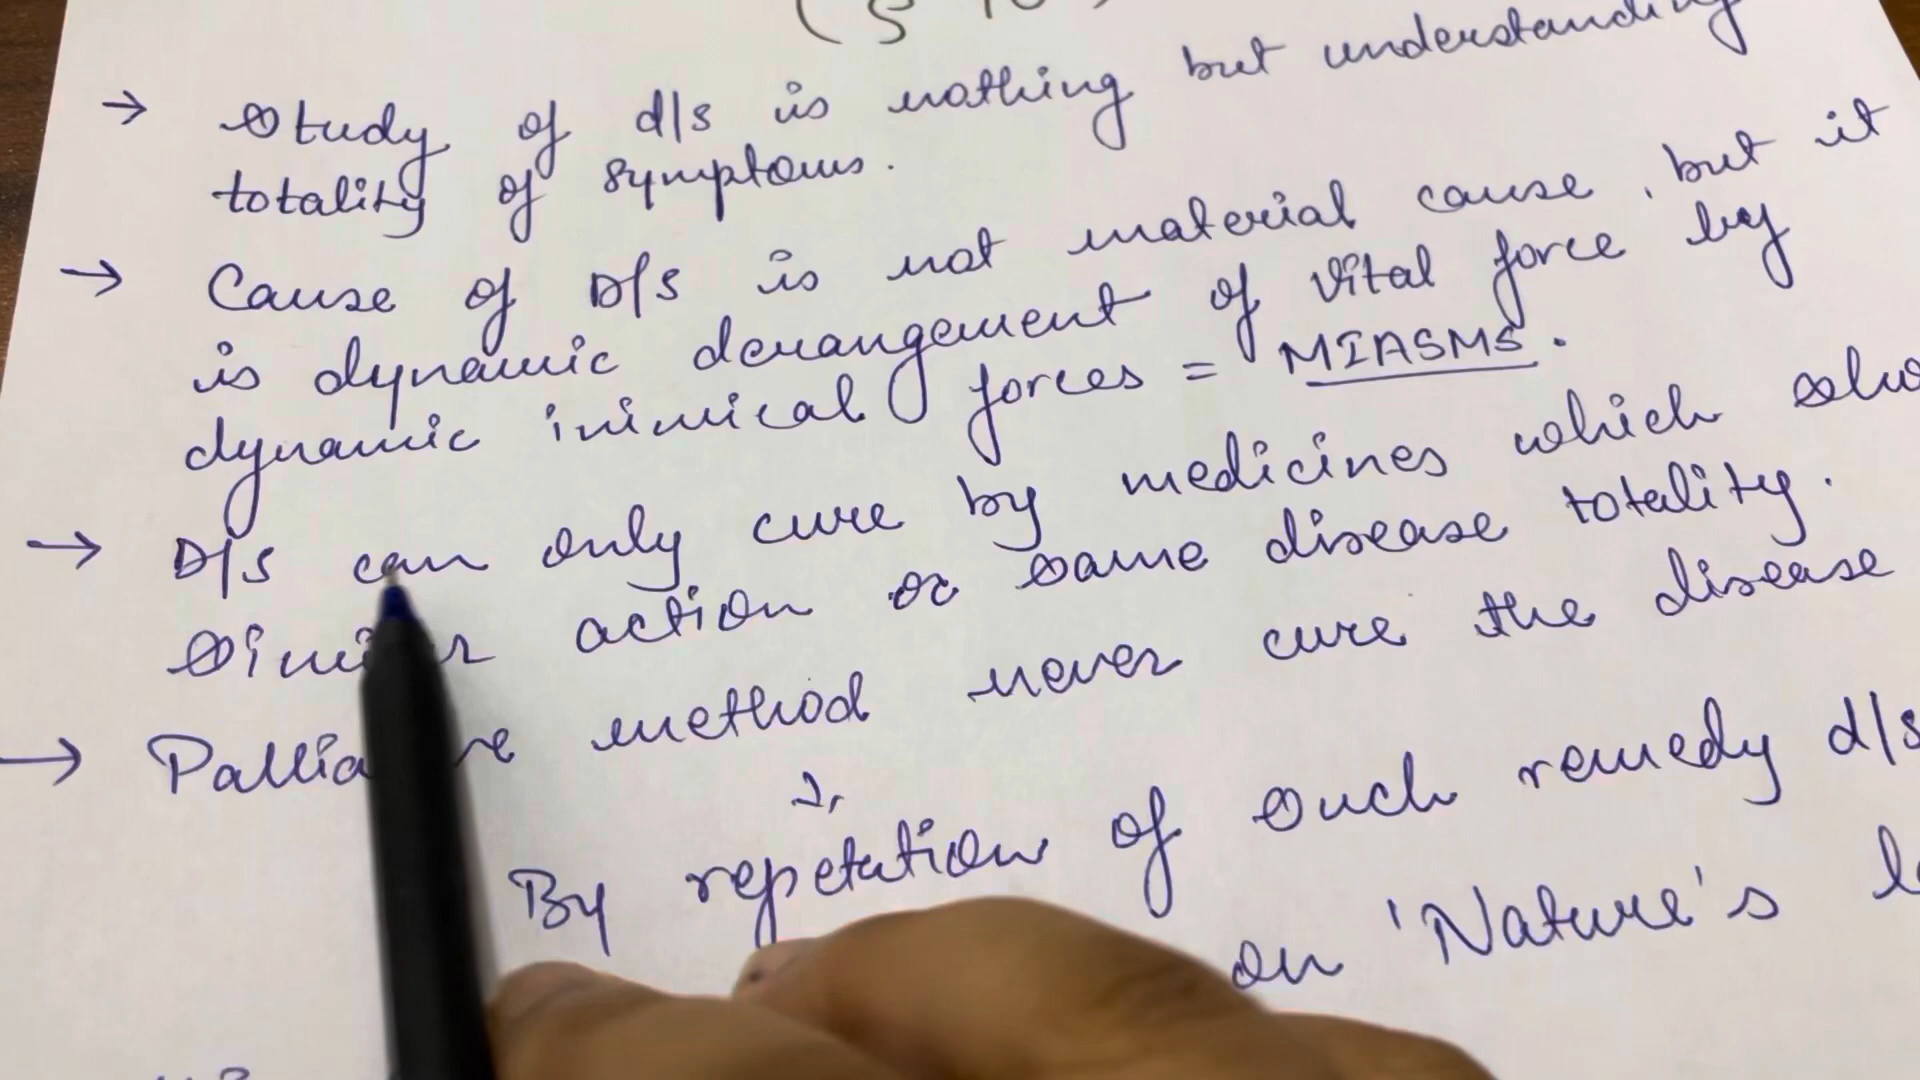 → Study of d/s is nothing but understanding
totality of symptoms.
→ Cause of D/S is not material cause, but it
is dynamic derangement of vital force by
dynamic inimical forces = MIASMS.
→ D/S can only cure by medicines which
action or same disease totality.
→ method never cure the disease
By repetation of such remedy d/s
on 'Nature's